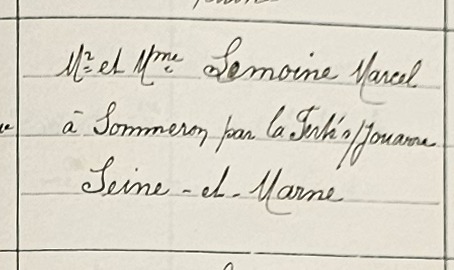 Mr et Mme Lemoine Marcel
à Sommeron par la Ferté s/Jouarre
Seine-et-Marne